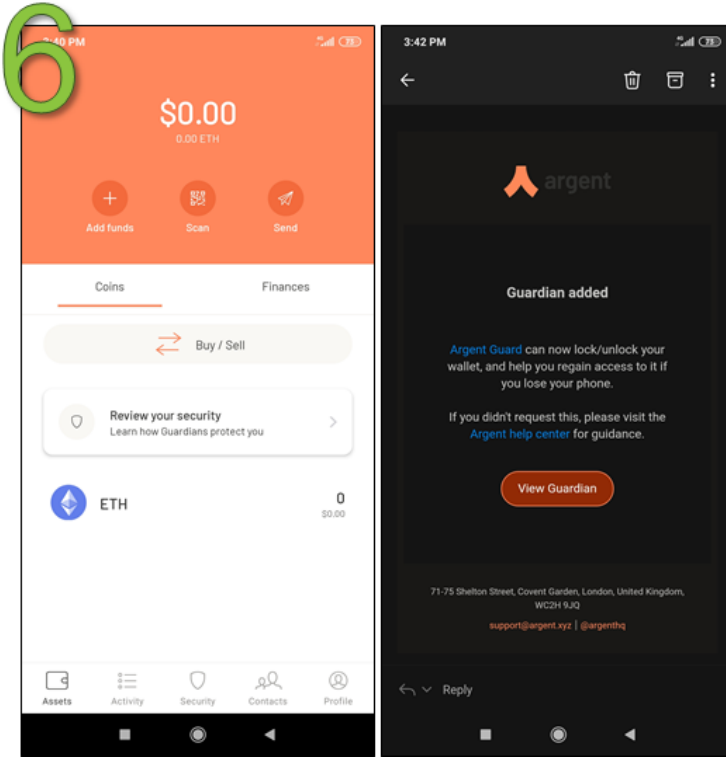 6
3:40 PM
73
$0.00
0.00 ETH
Add funds
Scan
Send
Coins
Finances
Buy / Sell
Review your security
Learn how Guardians protect you
ETH
0
$0.00
Assets
Activity
Security
Contacts
Profile
3:42 PM
73
argent
Guardian added
Argent Guard can now lock/unlock your
wallet, and help you regain access to it if
you lose your phone.
If you didn't request this, please visit the
Argent help center for guidance.
View Guardian
71-75 Shelton Street, Covent Garden, London, United Kingdom,
WC2H 9JQ
support@argent.xyz | @argenthq
Reply